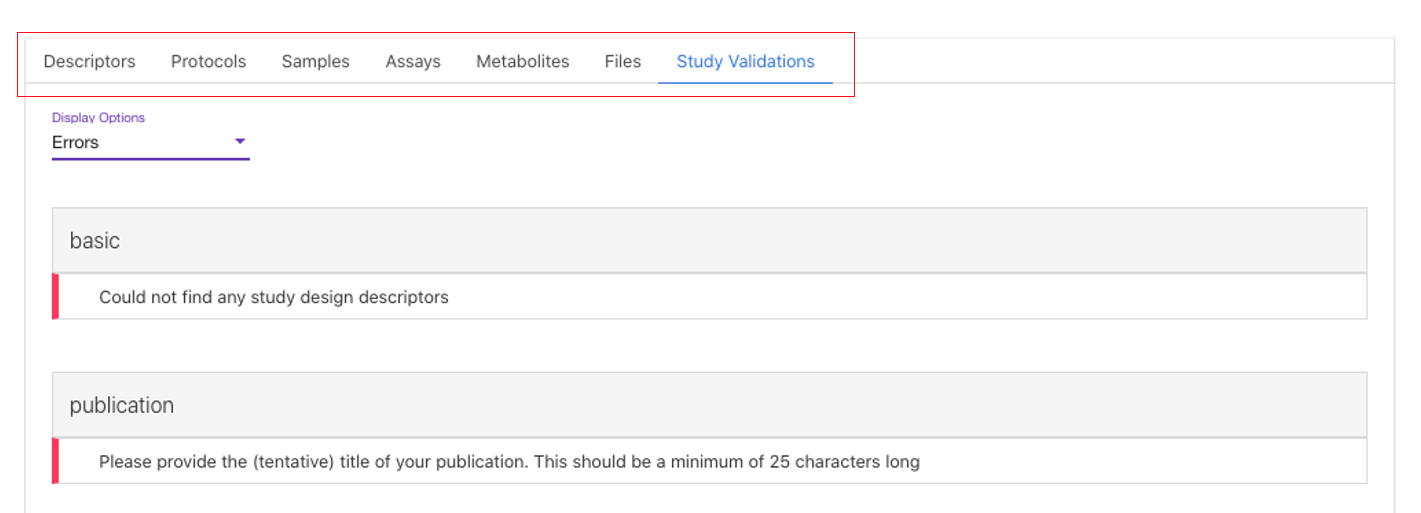 Descriptors Protocols Samples Assays Metabolites Files Study Validations
Display Options
Errors
basic
Could not find any study design descriptors
publication
Please provide the (tentative) title of your publication. This should be a minimum of 25 characters long